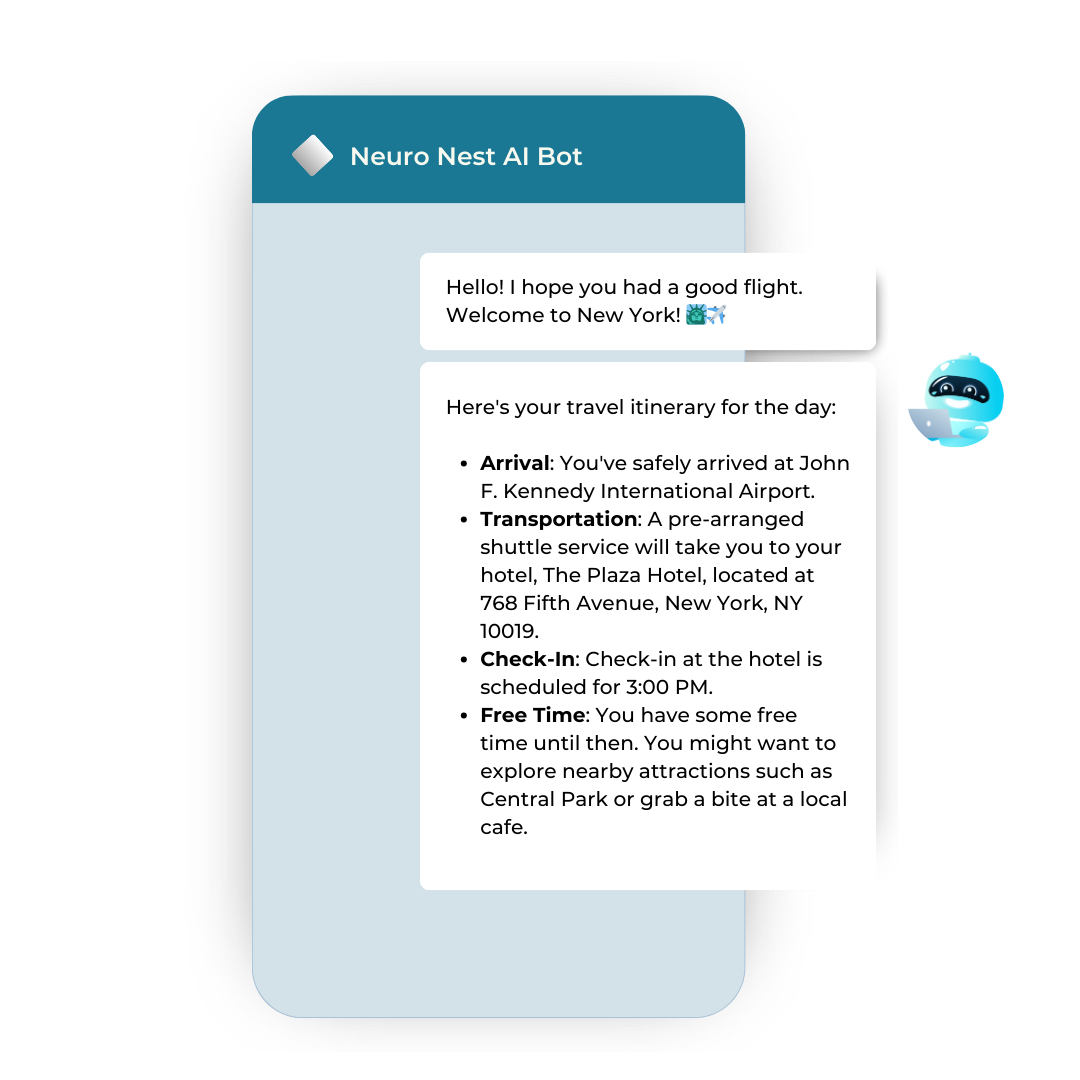 Neuro Nest AI Bot
Hello! I hope you had a good flight.
Welcome to New York! 🗽✈️
Here's your travel itinerary for the day:
• Arrival: You've safely arrived at John
F. Kennedy International Airport.
• Transportation: A pre-arranged
shuttle service will take you to your
hotel, The Plaza Hotel, located at
768 Fifth Avenue, New York, NY
10019.
• Check-In: Check-in at the hotel is
scheduled for 3:00 PM.
• Free Time: You have some free
time until then. You might want to
explore nearby attractions such as
Central Park or grab a bite at a local
cafe.